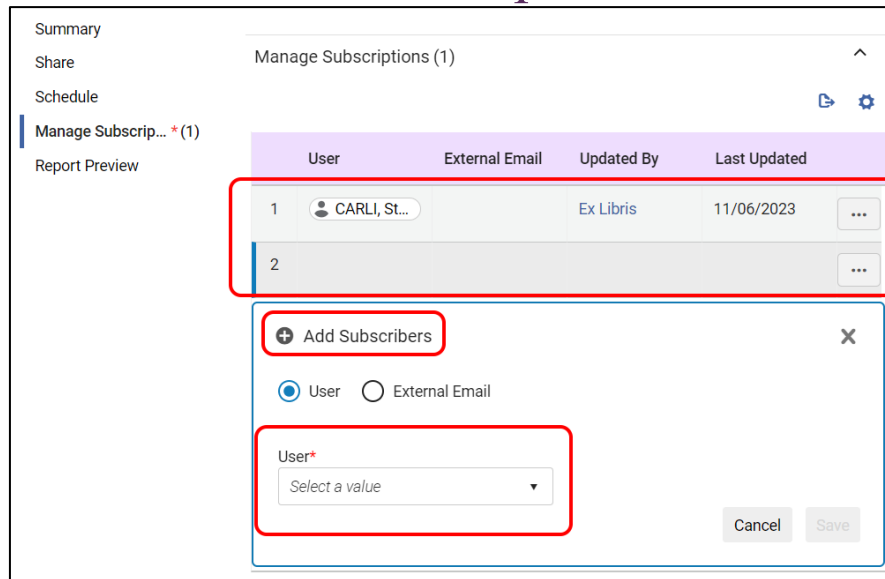 Summary
Share
Schedule
Manage Subscrip... * (1)
Report Preview
Manage Subscriptions (1)
User External Email Updated By Last Updated
1 CARLI, St... Ex Libris 11/06/2023 ...
2 ...
Add Subscribers
User External Email
User*
Select a value
Cancel Save